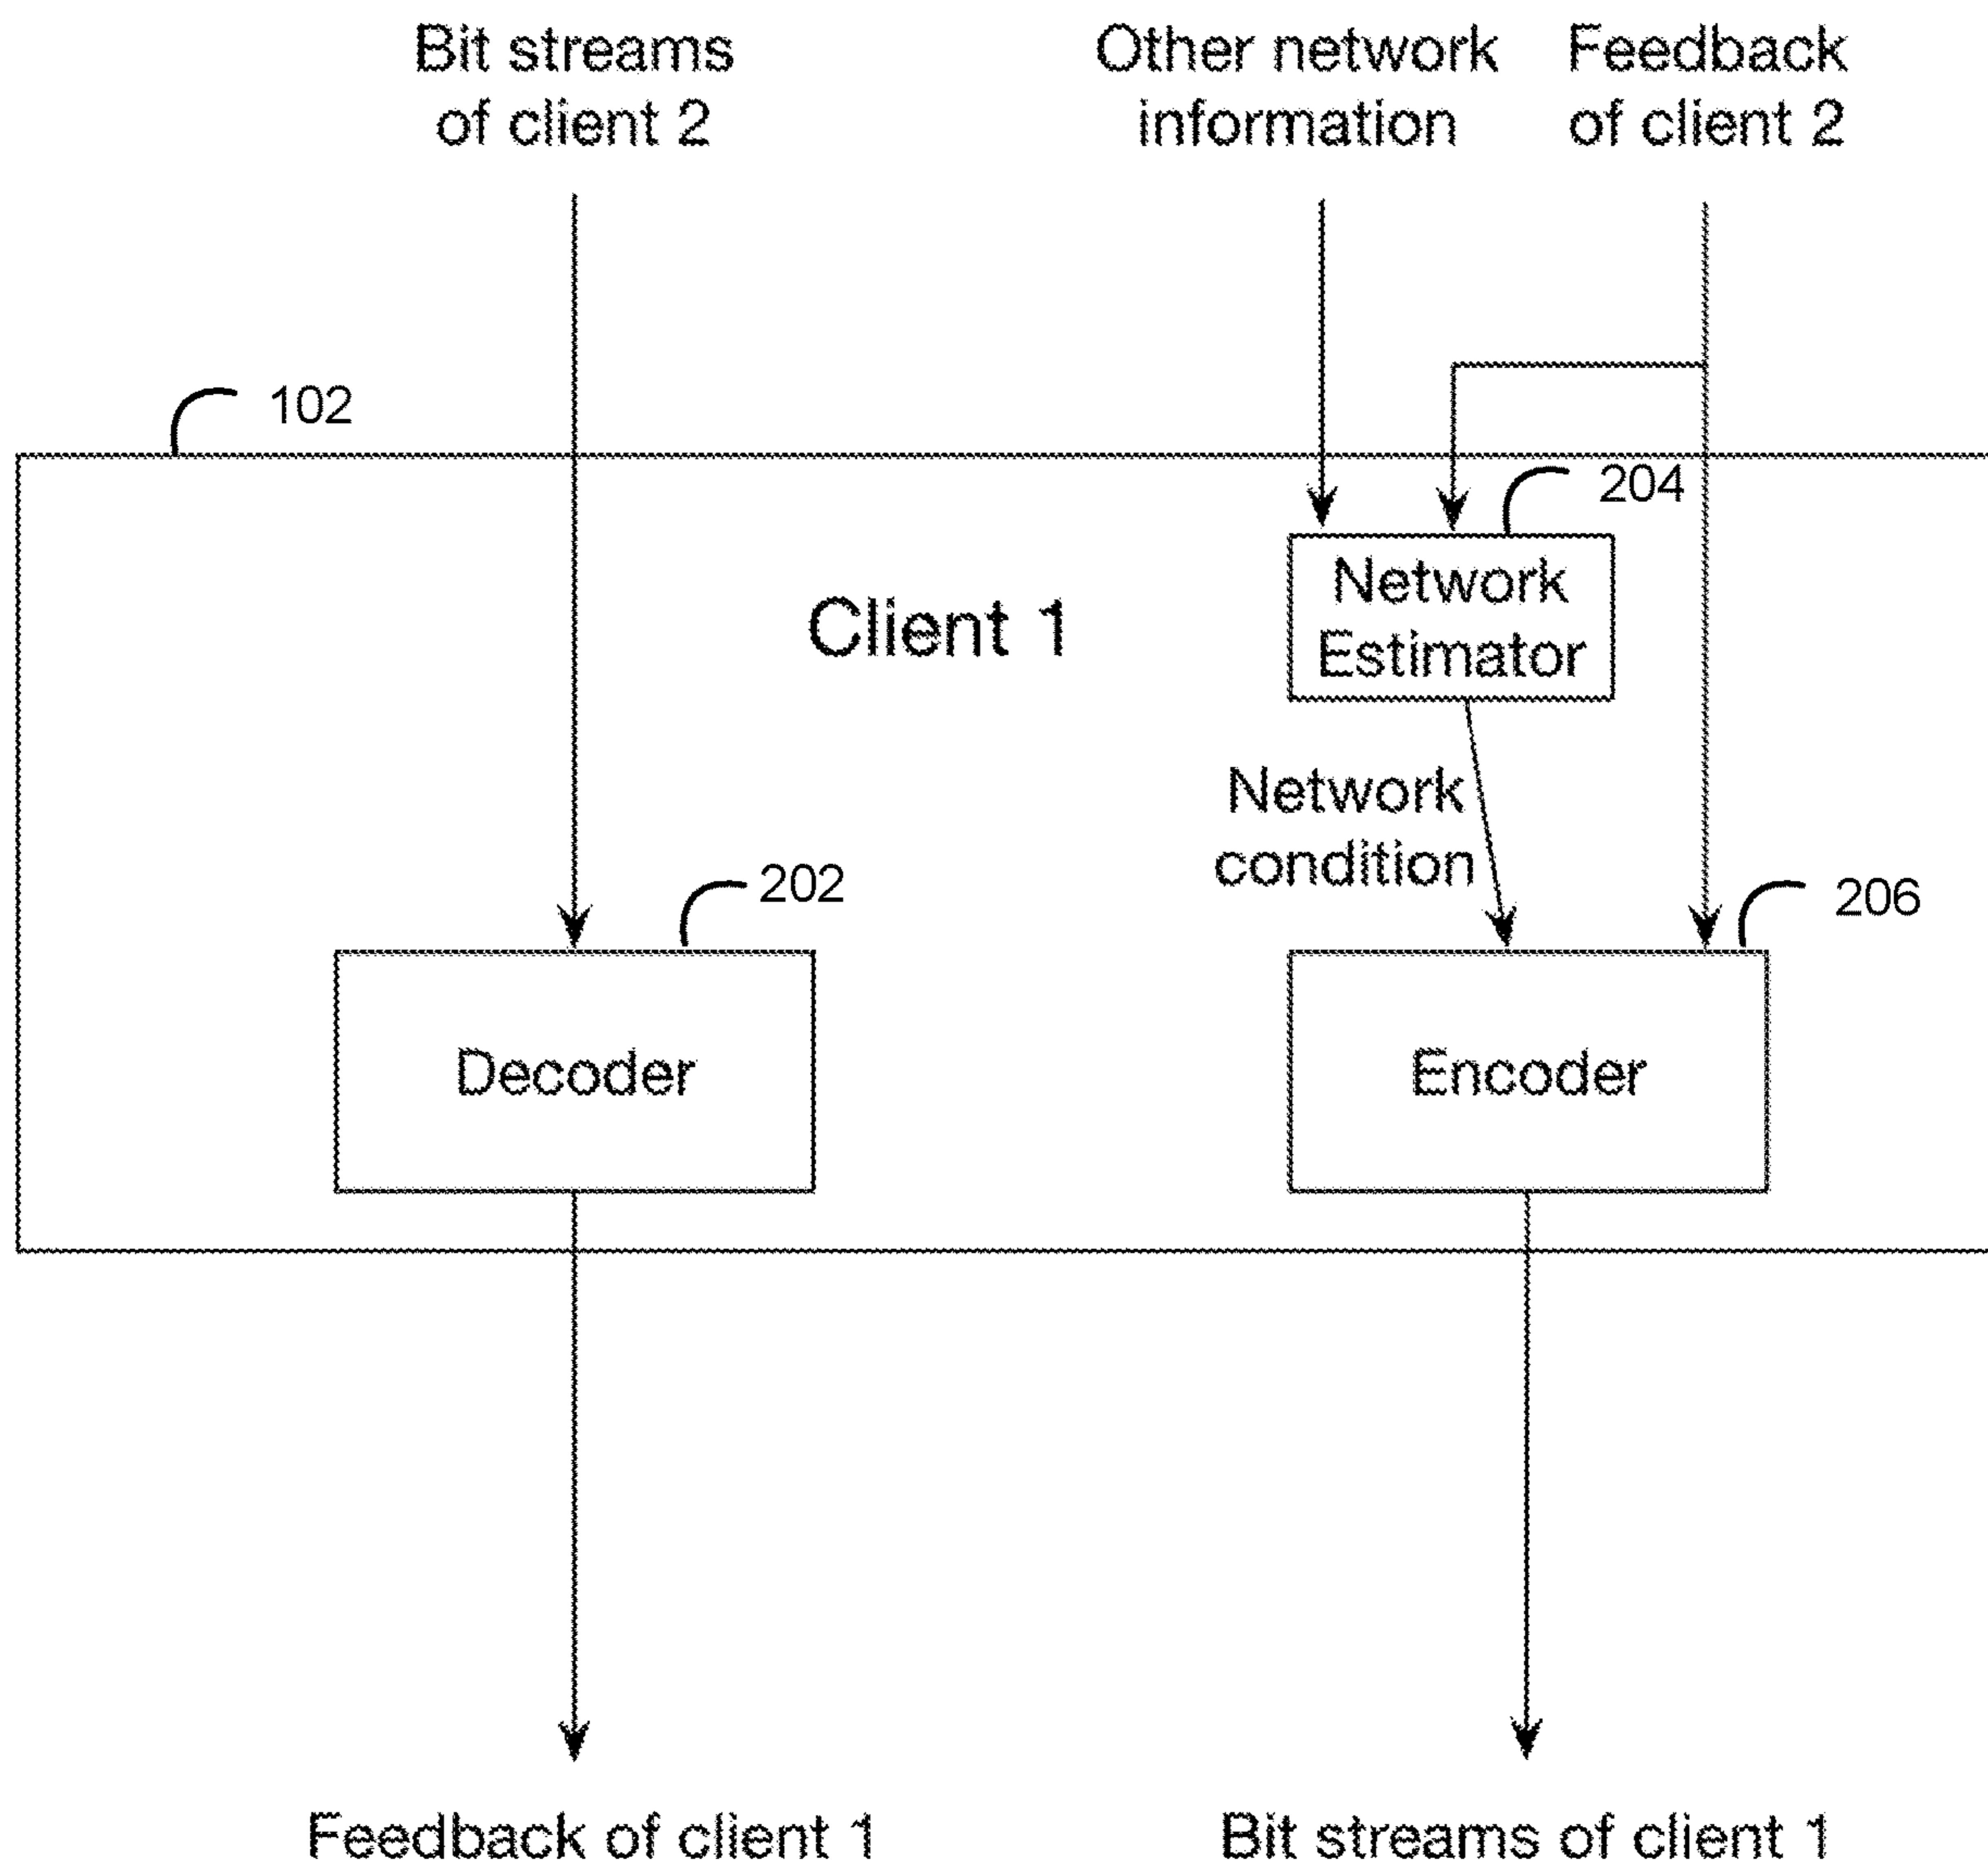 Bit streams
of client 2
Other network
information
Feedback
of client 2
102
204
Network
Estimator
Client 1
Network
condition
202
206
Decoder
Encoder
Feedback of client 1
Bit streams of client 1